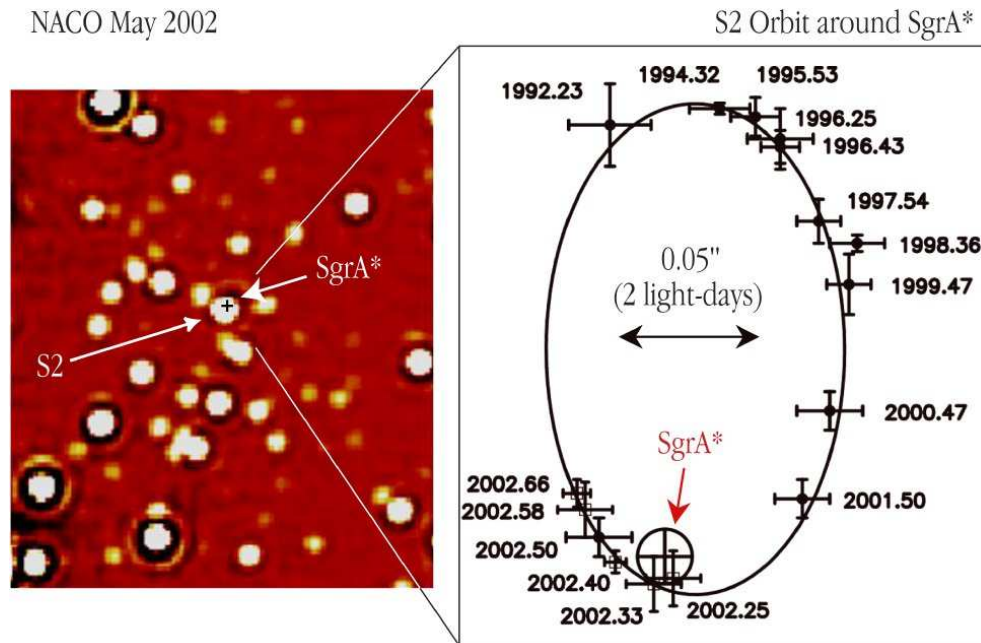 NACO May 2002
S2 Orbit around SgrA*
SgrA*
S2
1992.23
1994.32
1995.53
1996.25
1996.43
1997.54
1998.36
1999.47
0.05"
(2 light-days)
2000.47
SgrA*
2001.50
2002.66
2002.58
2002.50
2002.40
2002.33
2002.25